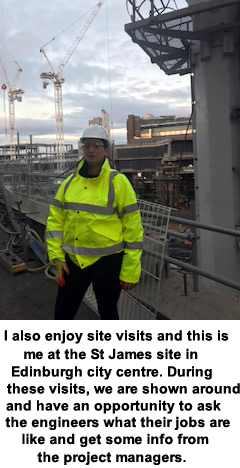 I also enjoy site visits and this is
me at the St James site in
Edinburgh city centre. During
these visits, we are shown around
and have an opportunity to ask
the engineers what their jobs are
like and get some info from
the project managers.